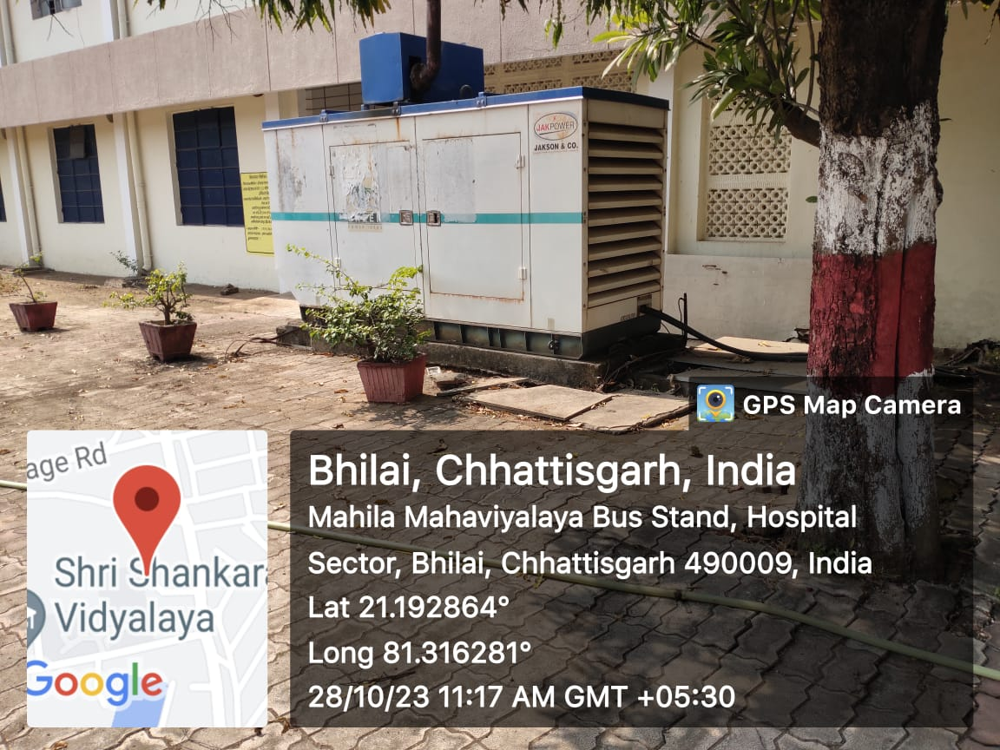 JAKPOWER
JAKSON & CO.
GPS Map Camera
age Rd
Shri Shankar
Vidyalaya
Google
Bhilai, Chhattisgarh, India
Mahila Mahaviyalaya Bus Stand, Hospital
Sector, Bhilai, Chhattisgarh 490009, India
Lat 21.192864°
Long 81.316281°
28/10/23 11:17 AM GMT +05:30